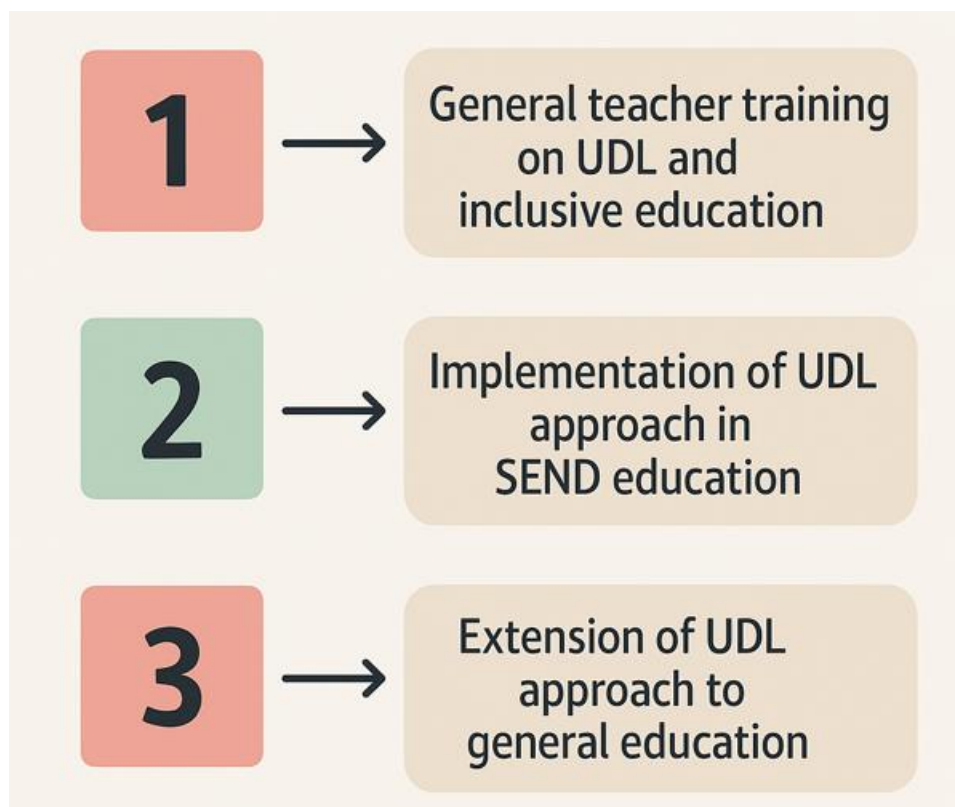 1
General teacher training
on UDL and
inclusive education
2
Implementation of UDL
approach in
SEND education
3
Extension of UDL
approach to
general education